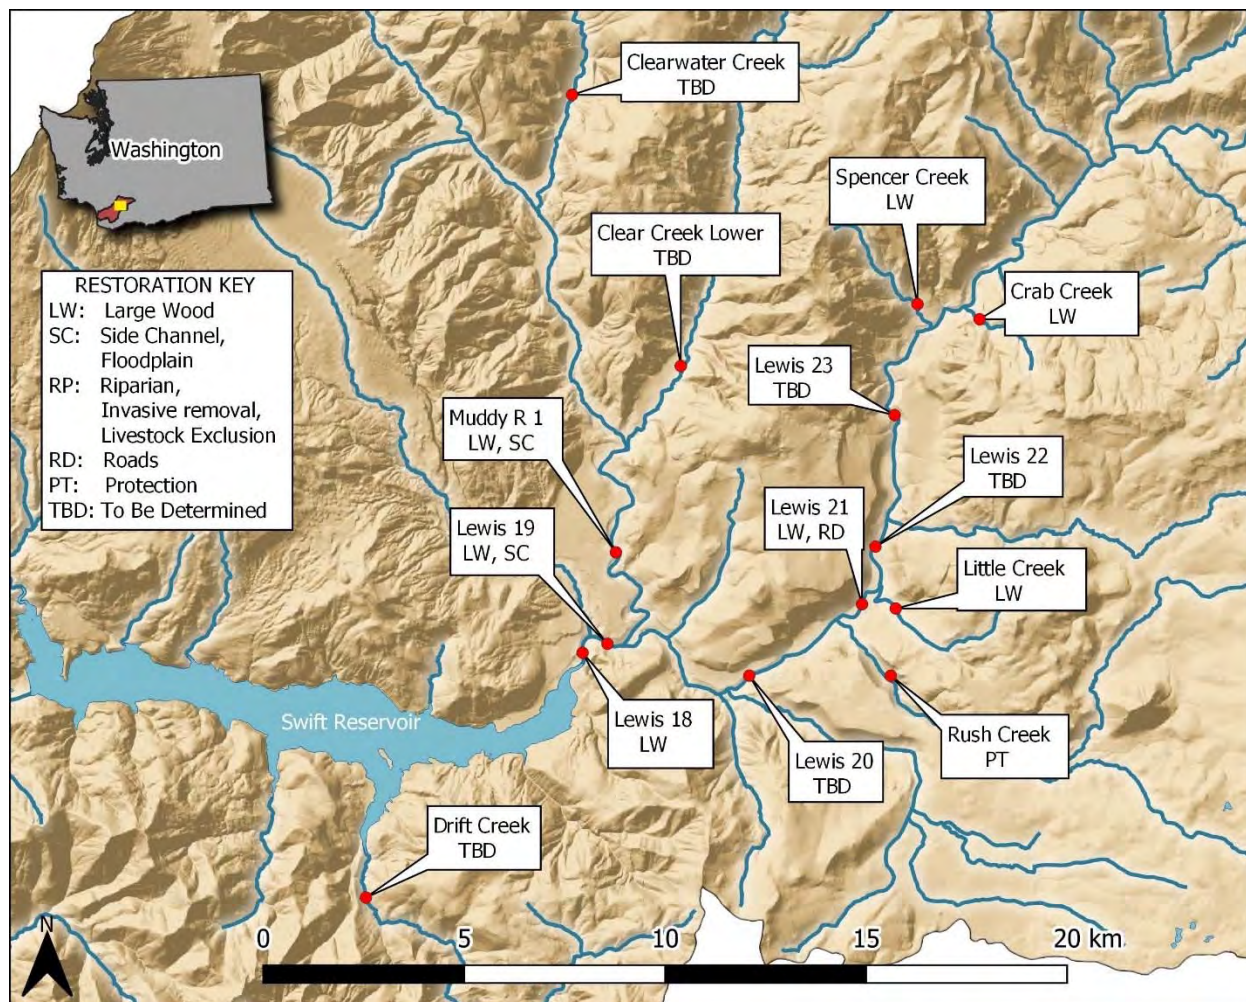 Clearwater Creek
TBD
Washington
Spencer Creek
LW
Clear Creek Lower
TBD
RESTORATION KEY
LW: Large Wood
SC: Side Channel,
Floodplain
RP: Riparian,
Invasive removal,
Livestock Exclusion
RD: Roads
PT: Protection
TBD: To Be Determined
Crab Creek
LW
Lewis 23
TBD
Muddy R 1
LW, SC
Lewis 22
TBD
Lewis 21
LW, RD
Lewis 19
LW, SC
Little Creek
LW
Swift Reservoir
Lewis 18
LW
Lewis 20
TBD
Rush Creek
PT
Drift Creek
TBD
N
0 5 10 15 20 km